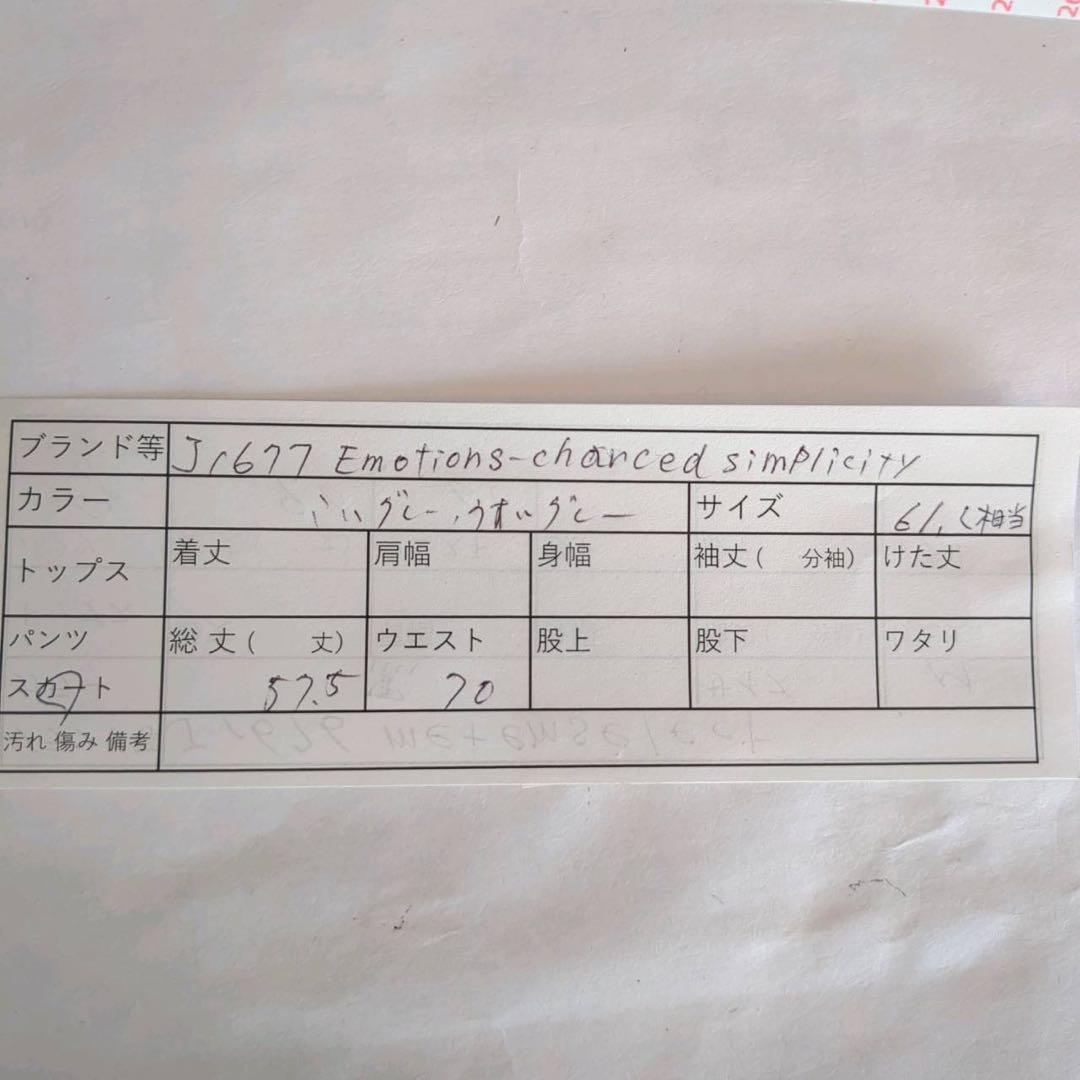 ブランド等 Jr677 Emotions-charced simplicity
カラー こいグレー、うすいグレー サイズ 61,く相当
トップス 着丈 肩幅 身幅 袖丈( 分袖) けた丈
パンツ 総丈( 丈) ウエスト 股上 股下 ワタリ
スカート 57.5 70
汚れ 傷み 備考